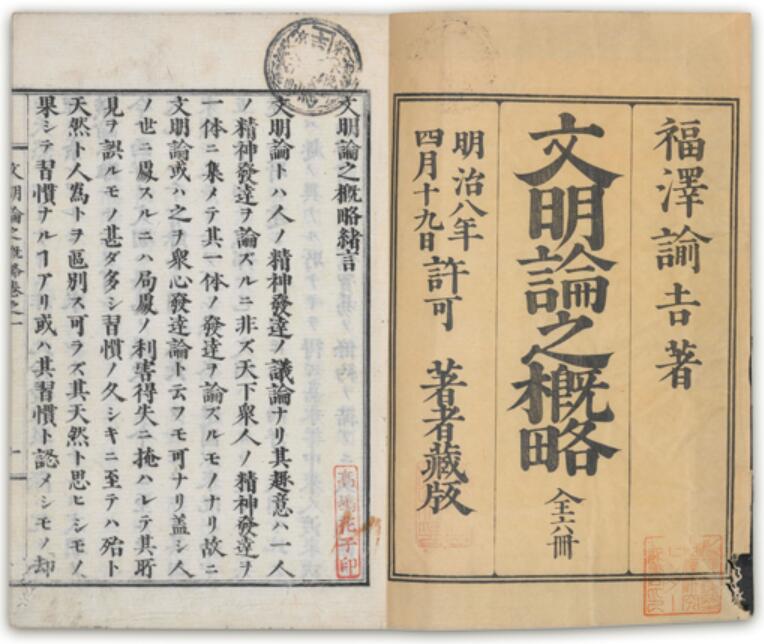 福澤諭吉著
文明論之概略 全六冊
明治八年四月十九日 許可 著者藏版
文明論之概略緒言
文明論トハ人ノ精神發達ノ議論ナリ其趣意ハ一人
ノ精神發達ヲ論ズルニ非ズ天下衆人ノ精神發達ヲ
一体ニ集メテ其一体ノ發達ヲ論ズルモノナリ故ニ
文明論或ハ之ヲ衆心發達論ト云フモ可ナリ盖シ人
ノ世ニ處スルニハ局處ノ利害得失ニ掩ハレテ其所
見ヲ誤ルモノ甚ダ多シ習慣ノ久シキニ至テハ殆ト
天然ト人爲トヲ區別ス可ラズ其天然ト思ヒシモノ
果シテ習慣ナルヿアリ或ハ其習慣ト認メシモノ却
文明論之概略卷之一
一